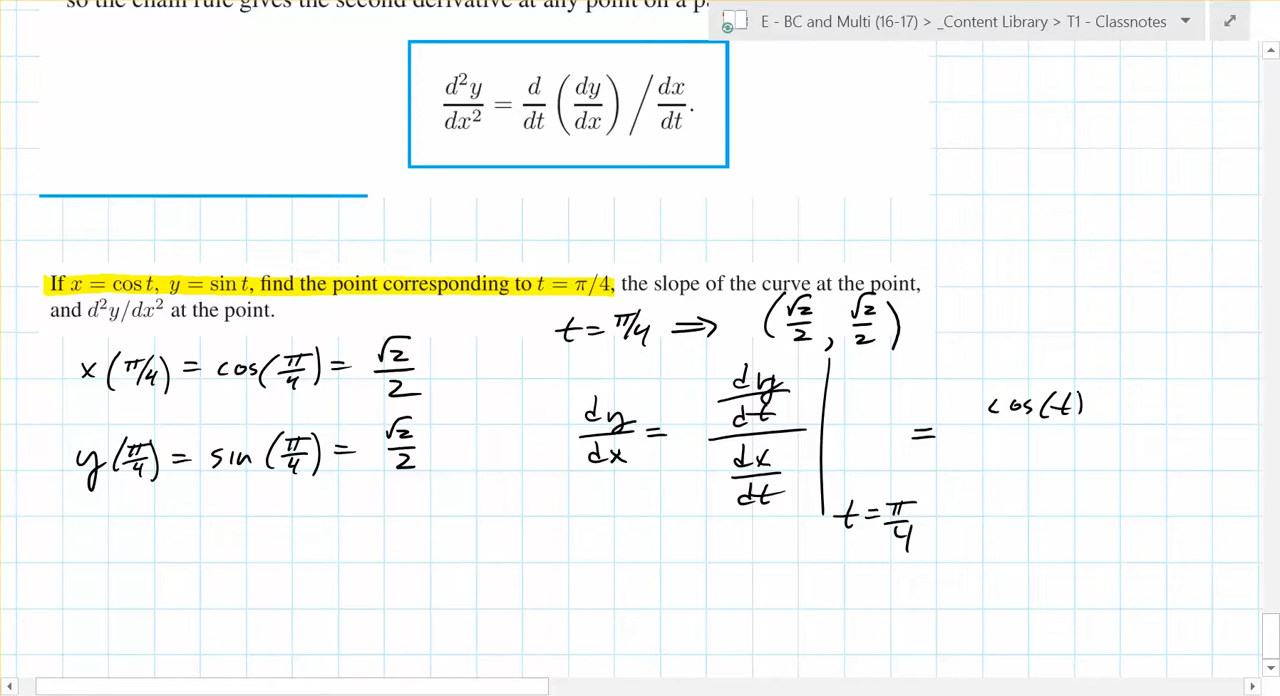 so the chain rule gives the second derivative at any point on a p
E - BC and Multi (16-17) > _Content Library > T1 - Classnotes
d²y/dx² = d/dt (dy/dx) / dx/dt.
If x = cos t, y = sin t, find the point corresponding to t = π/4, the slope of the curve at the point,
and d²y/dx² at the point.
t = π/4 ⟹ (√2/2, √2/2)
x(π/4) = cos(π/4) = √2/2
y(π/4) = sin(π/4) = √2/2
dy/dx = (dy/dt)/(dx/dt) | t = π/4 = cos(t)